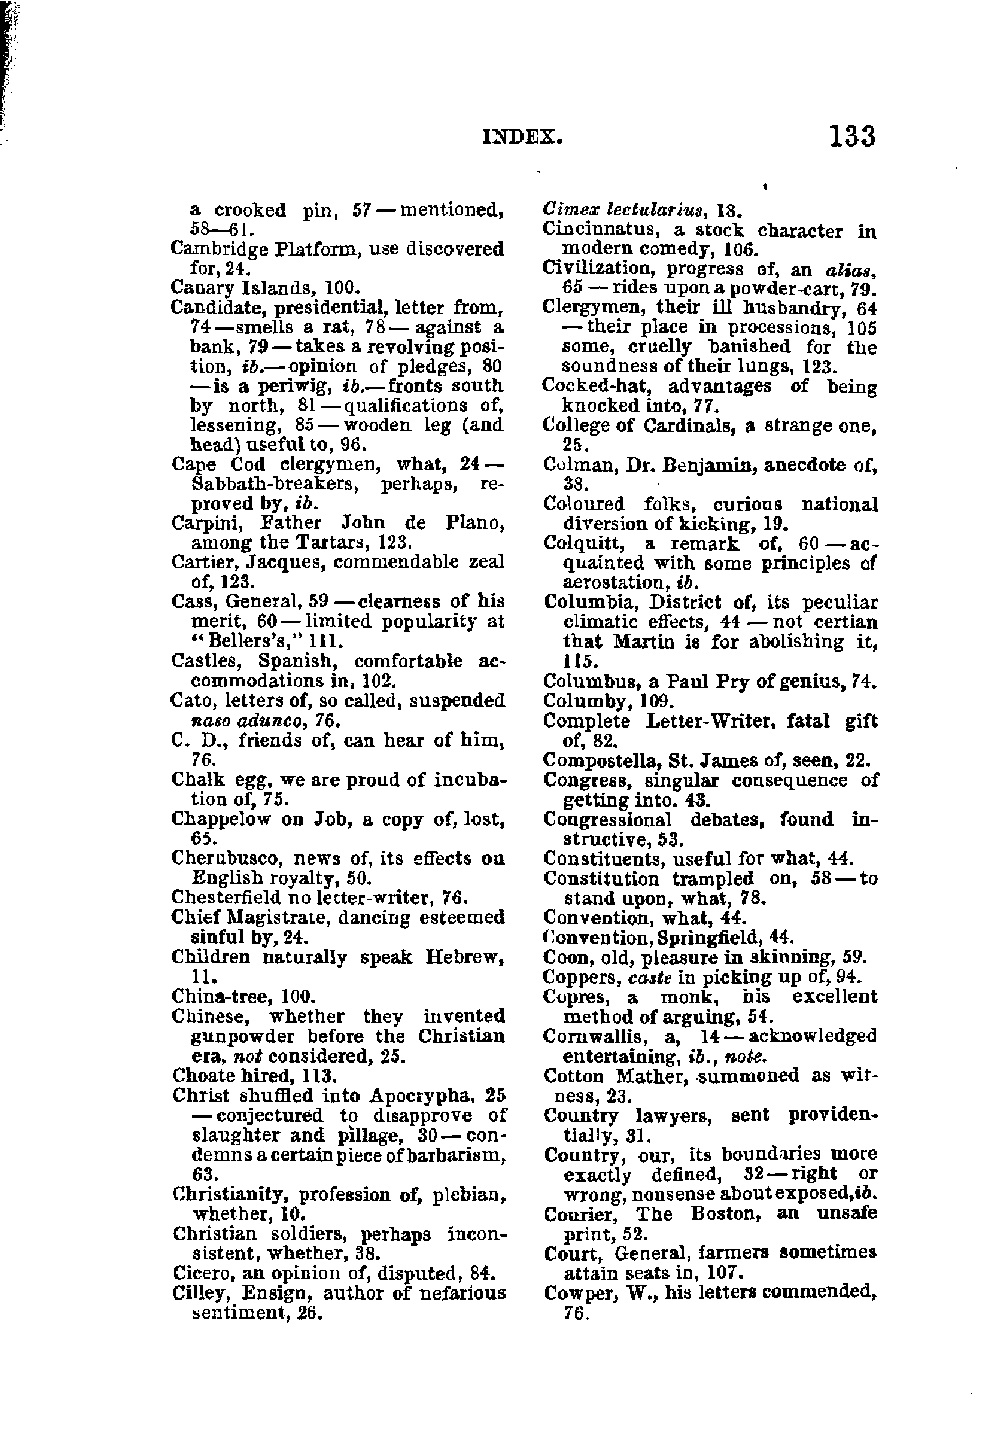 INDEX. 133
a crooked pin, 57—mentioned,
58—61.
Cambridge Platform, use discovered
for, 24.
Canary Islands, 100.
Candidate, presidential, letter from,
74—smells a rat, 78—against a
bank, 79—takes a revolving posi-
tion, ib.—opinion of pledges, 80
—is a periwig, ib.—fronts south
by north, 81—qualifications of,
lessening, 85—wooden leg (and
head) useful to, 96.
Cape Cod clergymen, what, 24—
Sabbath-breakers, perhaps, re-
proved by, ib.
Carpini, Father John de Plano,
among the Tartars, 123.
Cartier, Jacques, commendable zeal
of, 123.
Cass, General, 59—clearness of his
merit, 60—limited popularity at
"Bellers's," 111.
Castles, Spanish, comfortable ac-
commodations in, 102.
Cato, letters of, so called, suspended
naso adunco, 76.
C. D., friends of, can hear of him,
76.
Chalk egg, we are proud of incuba-
tion of, 75.
Chappelow on Job, a copy of, lost,
65.
Cherubusco, news of, its effects on
English royalty, 50.
Chesterfield no letter-writer, 76.
Chief Magistrate, dancing esteemed
sinful by, 24.
Children naturally speak Hebrew,
11.
China-tree, 100.
Chinese, whether they invented
gunpowder before the Christian
era, not considered, 25.
Choate hired, 113.
Christ shuffled into Apocrypha, 25
—conjectured to disapprove of
slaughter and pillage, 30—con-
demns a certain piece of barbarism,
63.
Christianity, profession of, plebian,
whether, 10.
Christian soldiers, perhaps incon-
sistent, whether, 38.
Cicero, an opinion of, disputed, 84.
Cilley, Ensign, author of nefarious
sentiment, 26.
Cimex lectularius, 13.
Cincinnatus, a stock character in
modern comedy, 106.
Civilization, progress of, an alias,
65—rides upon a powder-cart, 79.
Clergymen, their ill husbandry, 64
—their place in processions, 105
some, cruelly banished for the
soundness of their lungs, 123.
Cocked-hat, advantages of being
knocked into, 77.
College of Cardinals, a strange one,
25.
Colman, Dr. Benjamin, anecdote of,
38.
Coloured folks, curious national
diversion of kicking, 19.
Colquitt, a remark of, 60—ac-
quainted with some principles of
aerostation, ib.
Columbia, District of, its peculiar
climatic effects, 44—not certian
that Martin is for abolishing it,
115.
Columbus, a Paul Pry of genius, 74.
Columby, 109.
Complete Letter-Writer, fatal gift
of, 82.
Compostella, St. James of, seen, 22.
Congress, singular consequence of
getting into. 43.
Congressional debates, found in-
structive, 53.
Constituents, useful for what, 44.
Constitution trampled on, 58—to
stand upon, what, 78.
Convention, what, 44.
Convention, Springfield, 44.
Coon, old, pleasure in skinning, 59.
Coppers, caste in picking up of, 94.
Copres, a monk, his excellent
method of arguing, 54.
Cornwallis, a, 14—acknowledged
entertaining, ib., note.
Cotton Mather, summoned as wit-
ness, 23.
Country lawyers, sent providen-
tially, 31.
Country, our, its boundaries more
exactly defined, 32—right or
wrong, nonsense about exposed, ib.
Courier, The Boston, an unsafe
print, 52.
Court, General, farmers sometimes
attain seats in, 107.
Cowper, W., his letters commended,
76.